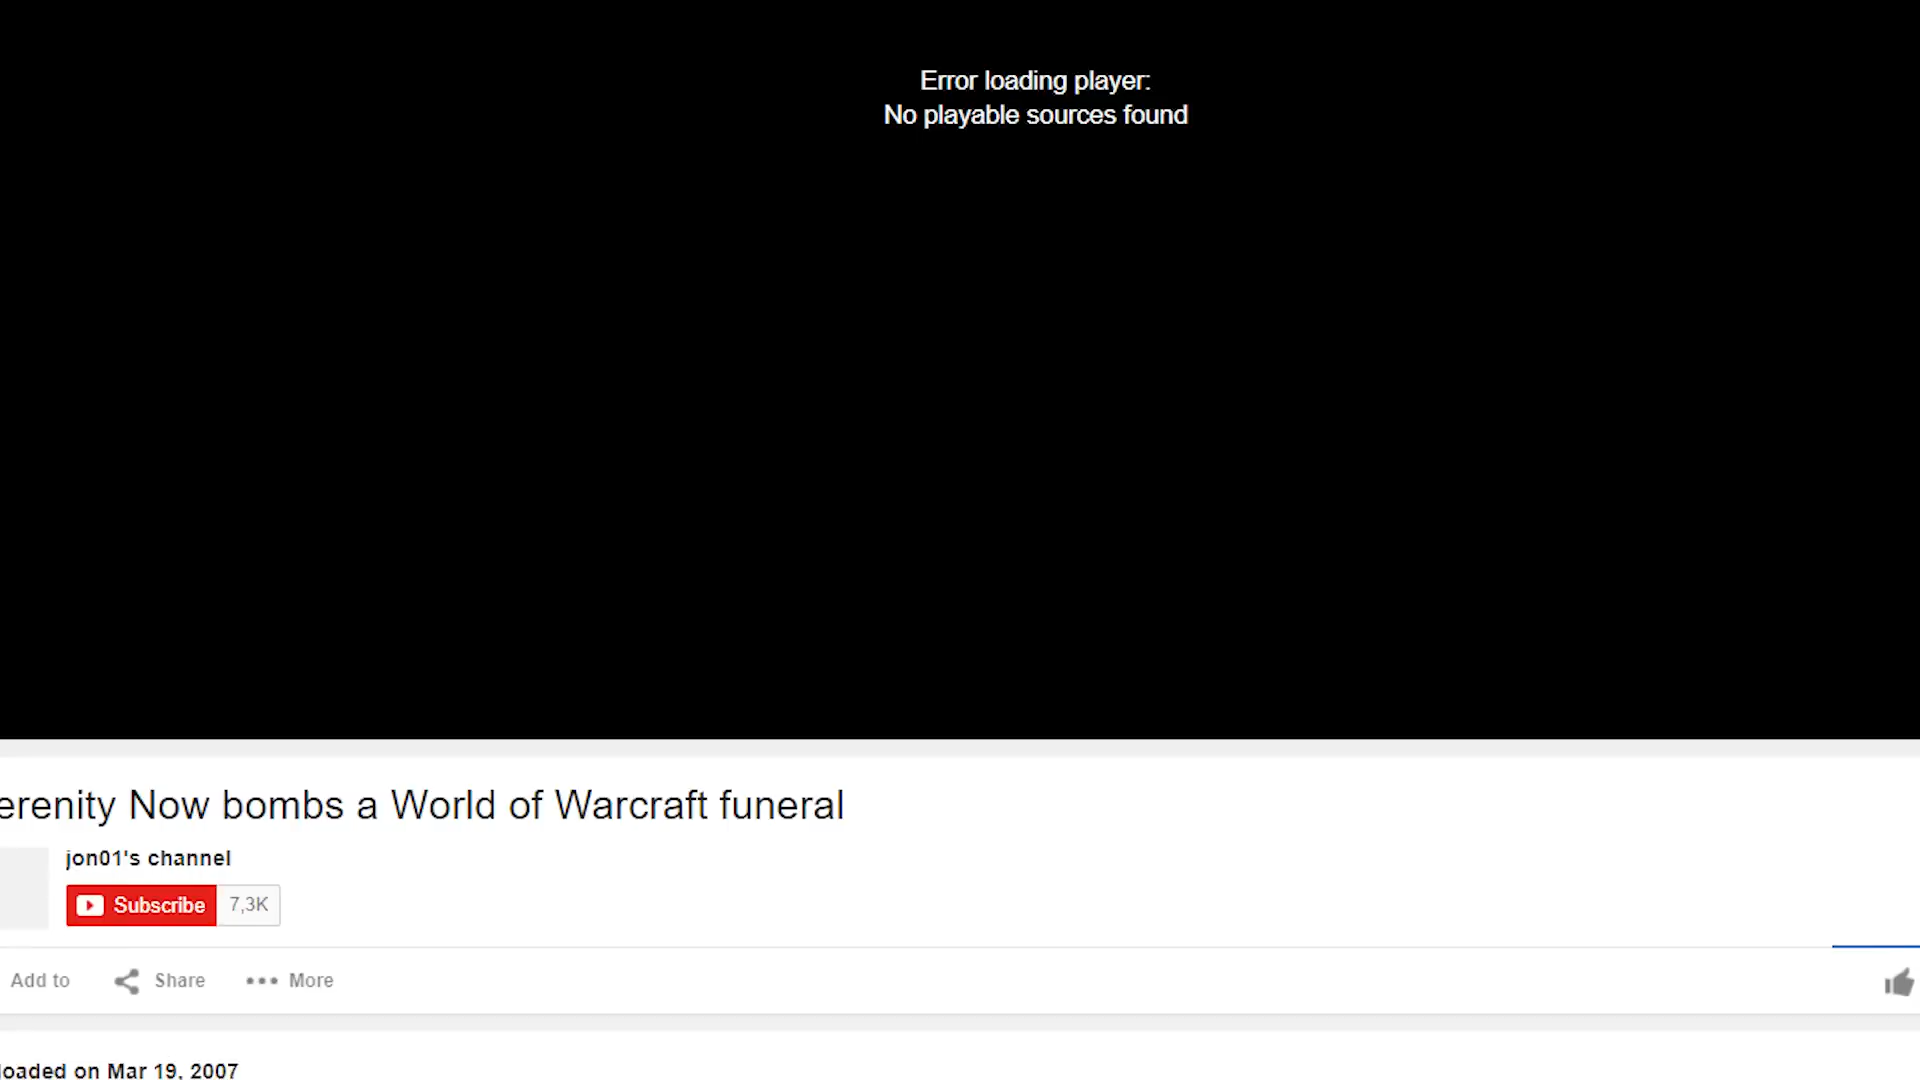 Error loading player:
No playable sources found
erenity Now bombs a World of Warcraft funeral
jon01's channel
Subscribe 7,3K
Add to Share More
loaded on Mar 19, 2007